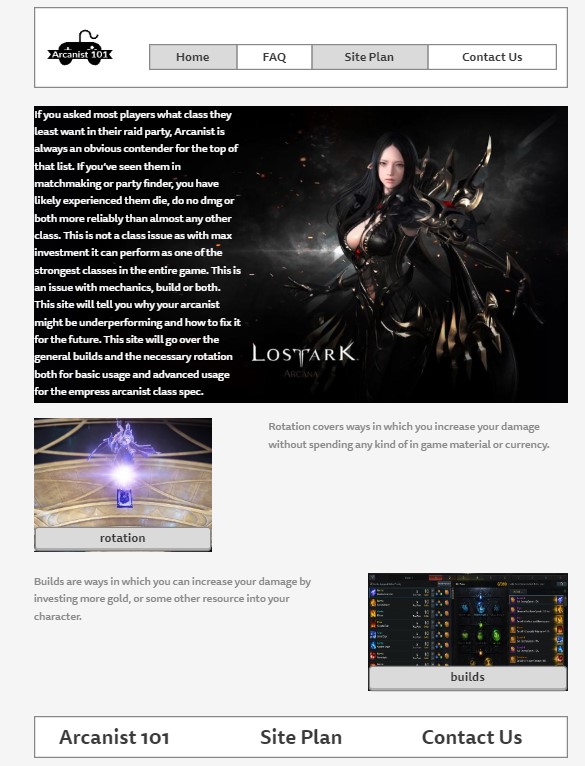 Arcanist 101
Home
FAQ
Site Plan
Contact Us
If you asked most players what class they
least want in their raid party, Arcanist is
always an obvious contender for the top of
that list. If you've seen them in
matchmaking or party finder, you have
likely experienced them die, do no dmg or
both more reliably than almost any other
class. This is not a class issue as with max
investment it can perform as one of the
strongest classes in the entire game. This is
an issue with mechanics, build or both.
This site will tell you why your arcanist
might be underperforming and how to fix it
for the future. This site will go over the
general builds and the necessary rotation
both for basic usage and advanced usage
for the empress arcanist class spec.
LOST ARK
ARCANA
Rotation covers ways in which you increase your damage
without spending any kind of in game material or currency.
rotation
Builds are ways in which you can increase your damage by
investing more gold, or some other resource into your
character.
builds
Arcanist 101
Site Plan
Contact Us